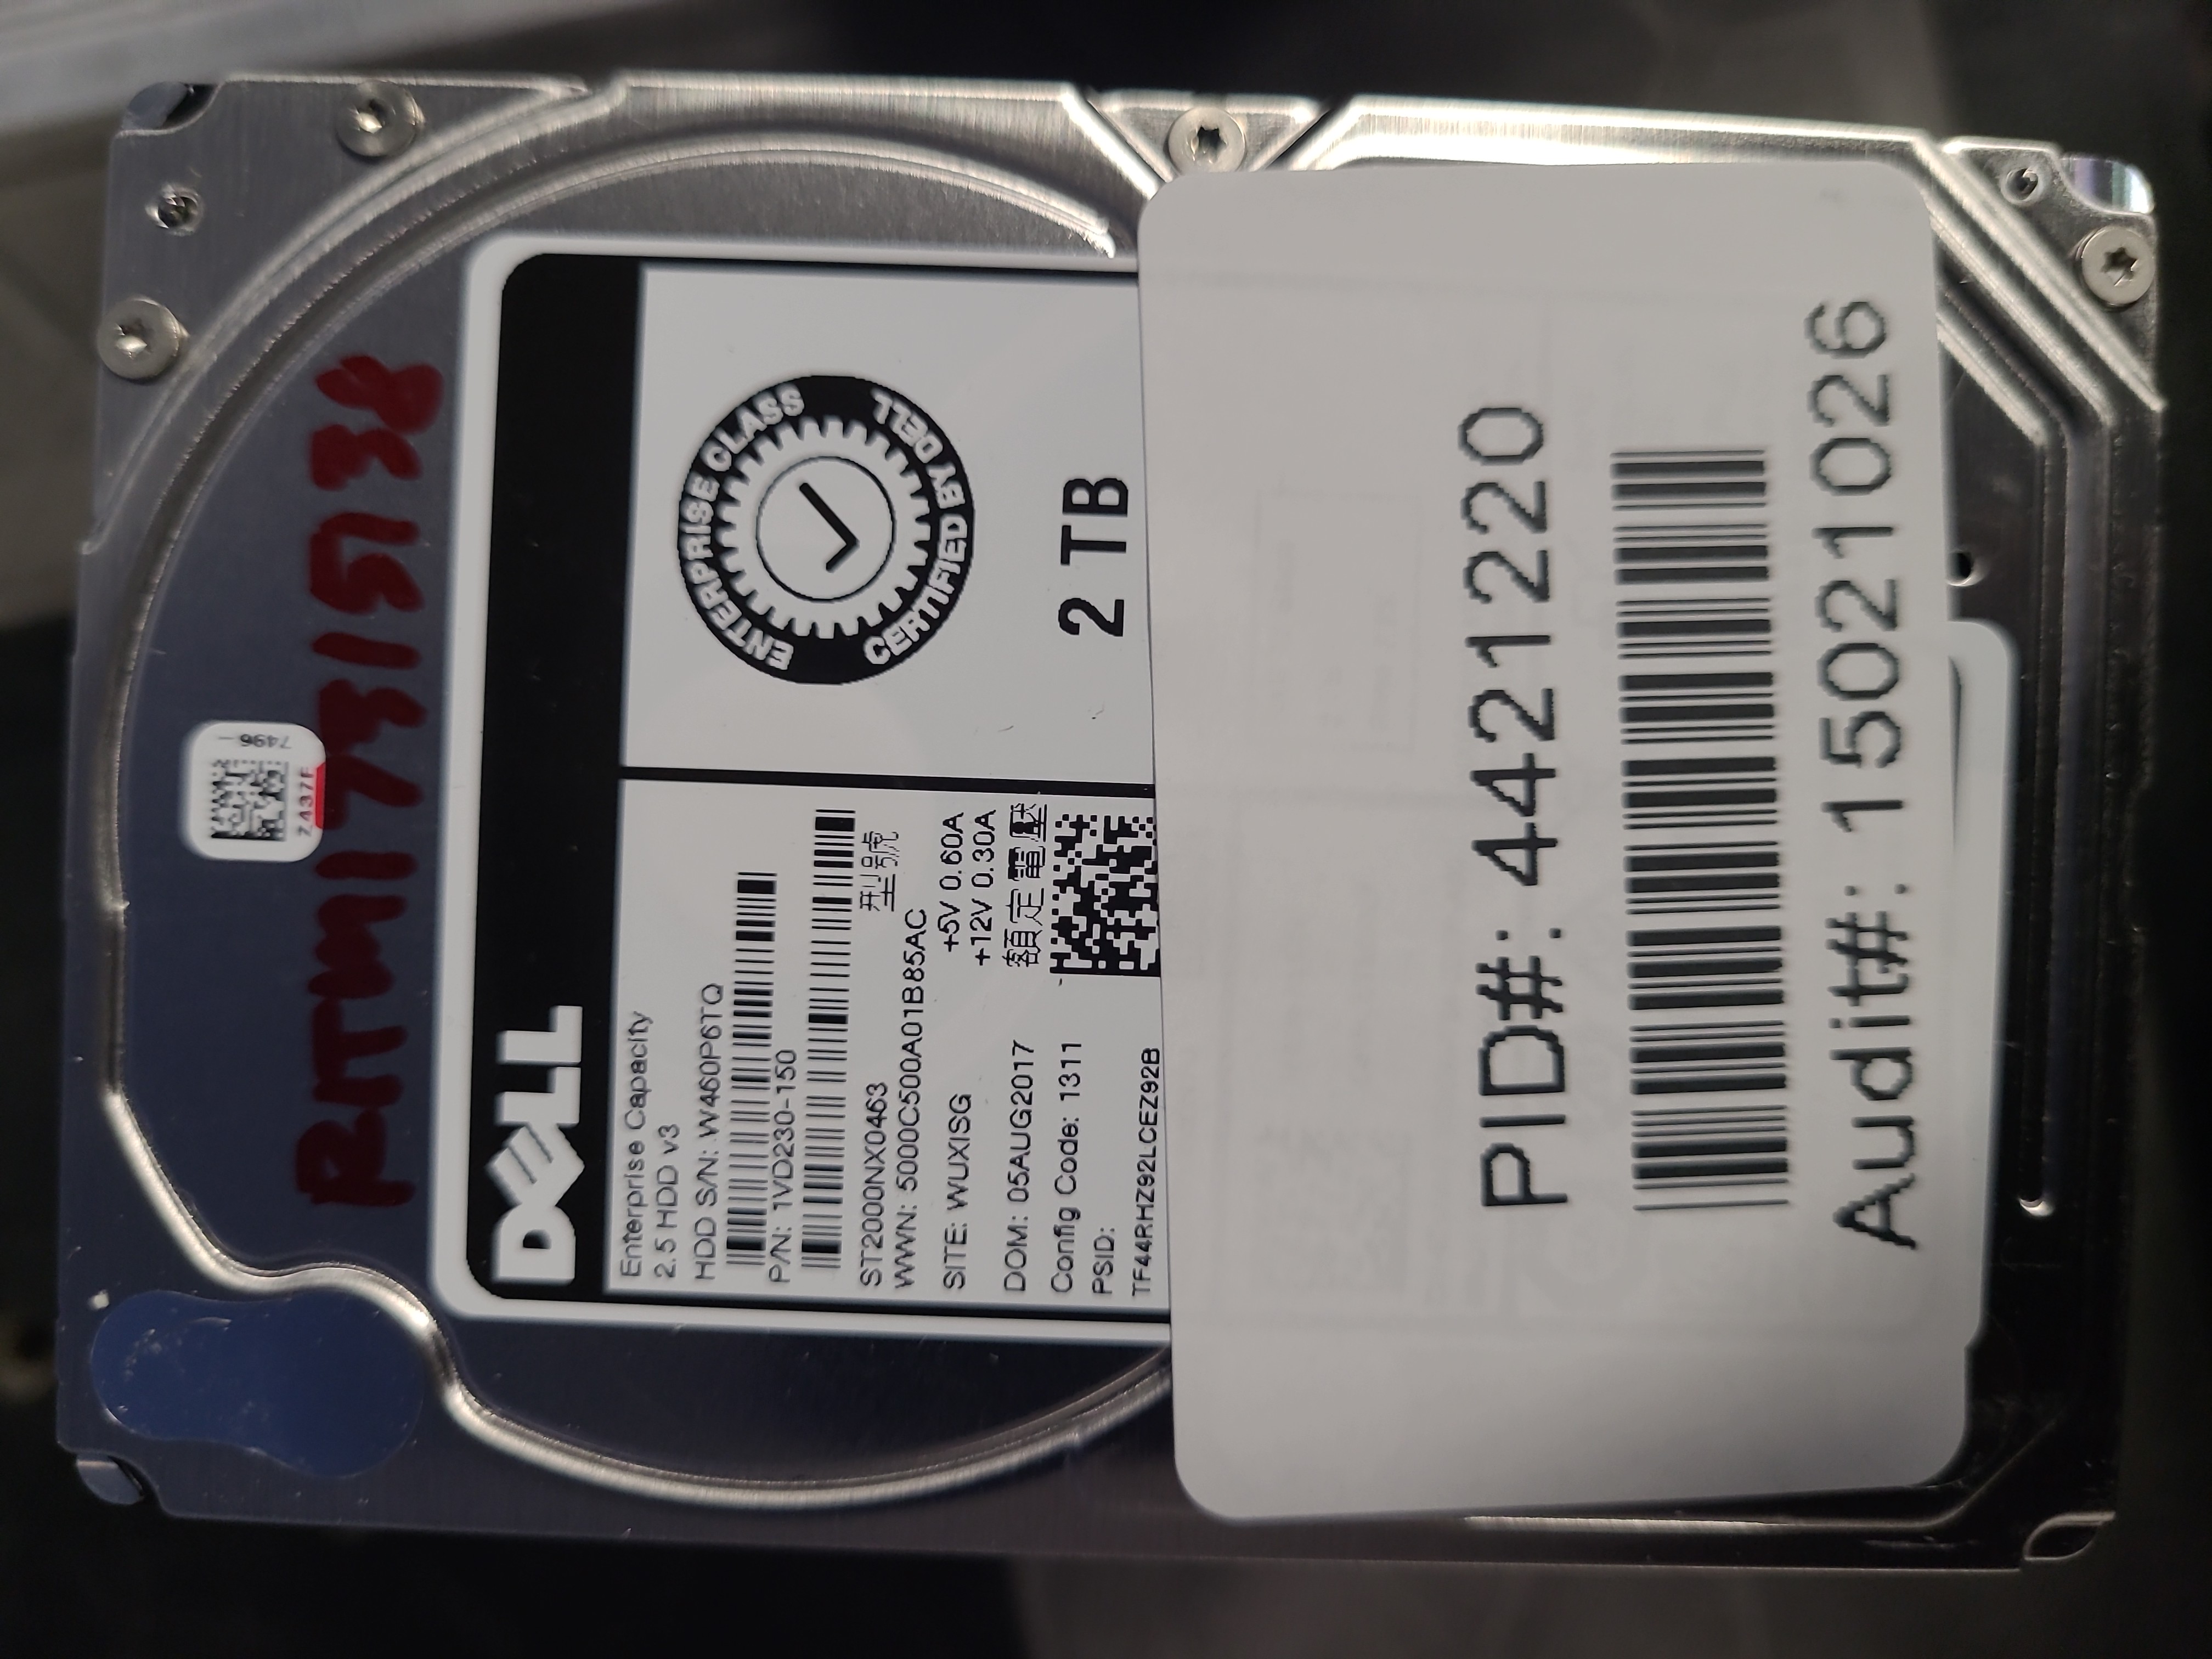 7496
Z437F
RITM17315138
DELL
Enterprise Capacity
2.5 HDD v3
HDD S/N: W460P6TQ
P/N: 1VD230-150
ST2000NX0463 型號
WWN: 5000C500A01B85AC
SITE: WUXISG
+5V 0.60A
+12V 0.30A
DOM: 05AUG2017
額定電壓
Config Code: 1311
PSID:
TF44RHZ92LCEZ92B
ENTERPRISE CLASS
CERTIFIED BY DELL
2 TB
PID#: 4421220
Audit#: 15021026